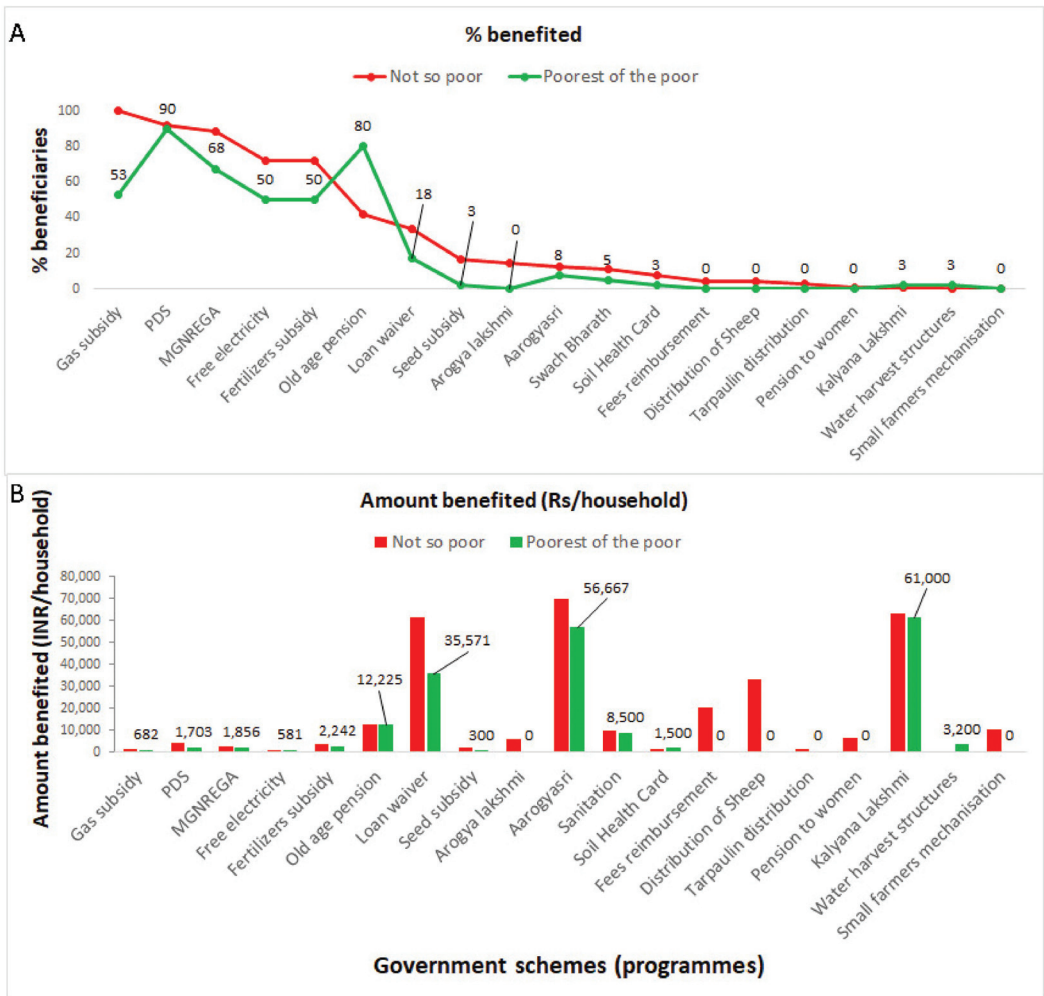 A
% benefited
Not so poor
Poorest of the poor
% beneficiaries
100
80
60
40
20
0
53
90
68
50
50
80
18
3
0
8
5
3
0
0
0
0
3
3
0
Gas subsidy
PDS
MGNREGA
Free electricity
Fertilizers subsidy
Old age pension
Loan waiver
Seed subsidy
Arogya lakshmi
Aarogyasri
Swach Bharath
Soil Health Card
Fees reimbursement
Distribution of Sheep
Tarpaulin distribution
Pension to women
Kalyana Lakshmi
Water harvest structures
Small farmers mechanisation
B
Amount benefited (Rs/household)
Not so poor
Poorest of the poor
Amount benefited (INR/household)
80,000
70,000
60,000
50,000
40,000
30,000
20,000
10,000
0
682
1,703
1,856
581
2,242
12,225
35,571
300
0
56,667
8,500
1,500
0
0
0
0
61,000
3,200
0
Gas subsidy
PDS
MGNREGA
Free electricity
Fertilizers subsidy
Old age pension
Loan waiver
Seed subsidy
Arogya lakshmi
Aarogyasri
Sanitation
Soil Health Card
Fees reimbursement
Distribution of Sheep
Tarpaulin distribution
Pension to women
Kalyana Lakshmi
Water harvest structures
Small farmers mechanisation
Government schemes (programmes)